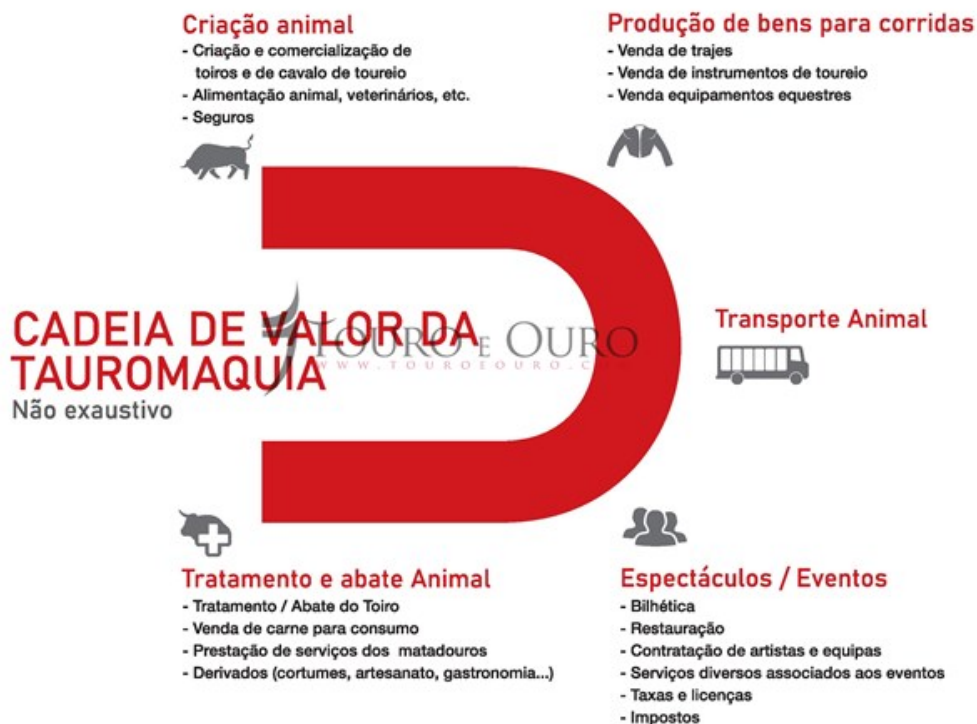 Criação animal
- Criação e comercialização de
toiros e de cavalo de toureio
- Alimentação animal, veterinários, etc.
- Seguros
Produção de bens para corridas
- Venda de trajes
- Venda de instrumentos de toureio
- Venda equipamentos equestres
CADEIA DE VALOR DA
TAUROMAQUIA
Não exaustivo
TOURO E OURO
WWW.TOUROEOURO.COM
Transporte Animal
Tratamento e abate Animal
- Tratamento / Abate do Toiro
- Venda de carne para consumo
- Prestação de serviços dos matadouros
- Derivados (cortumes, artesanato, gastronomia...)
Espectáculos / Eventos
- Bilhética
- Restauração
- Contratação de artistas e equipas
- Serviços diversos associados aos eventos
- Taxas e licenças
- Impostos